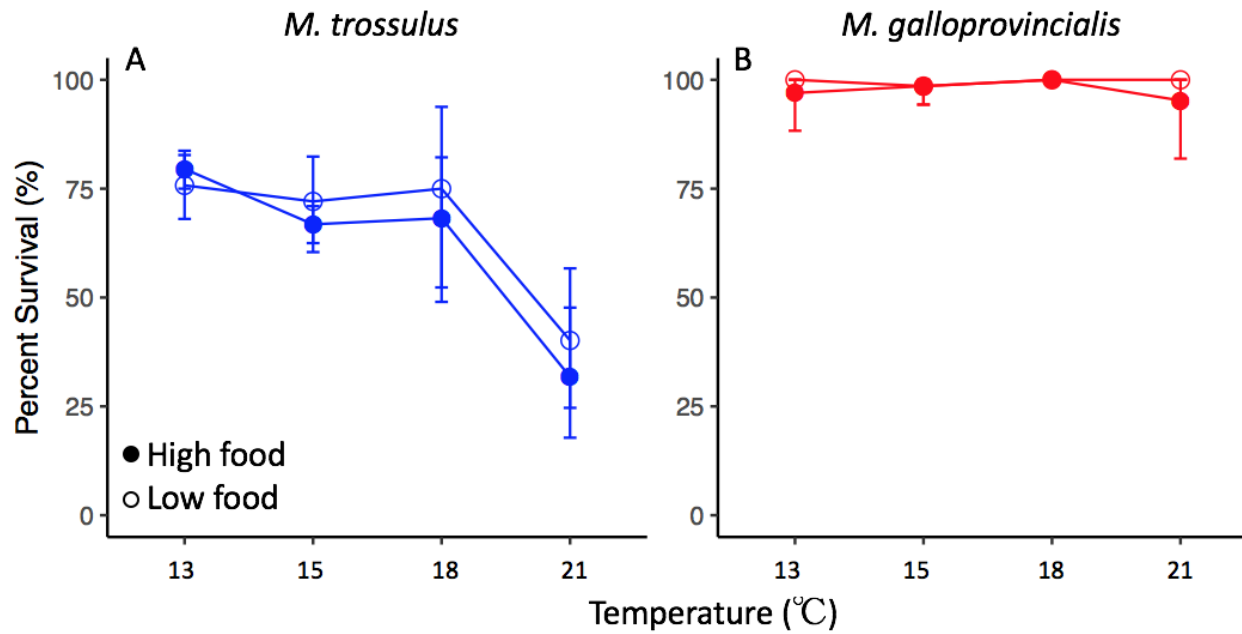 M. trossulus
M. galloprovincialis
A
B
Percent Survival (%)
100
75
50
25
0
High food
Low food
13 15 18 21
100
75
50
25
0
13 15 18 21
Temperature (℃)